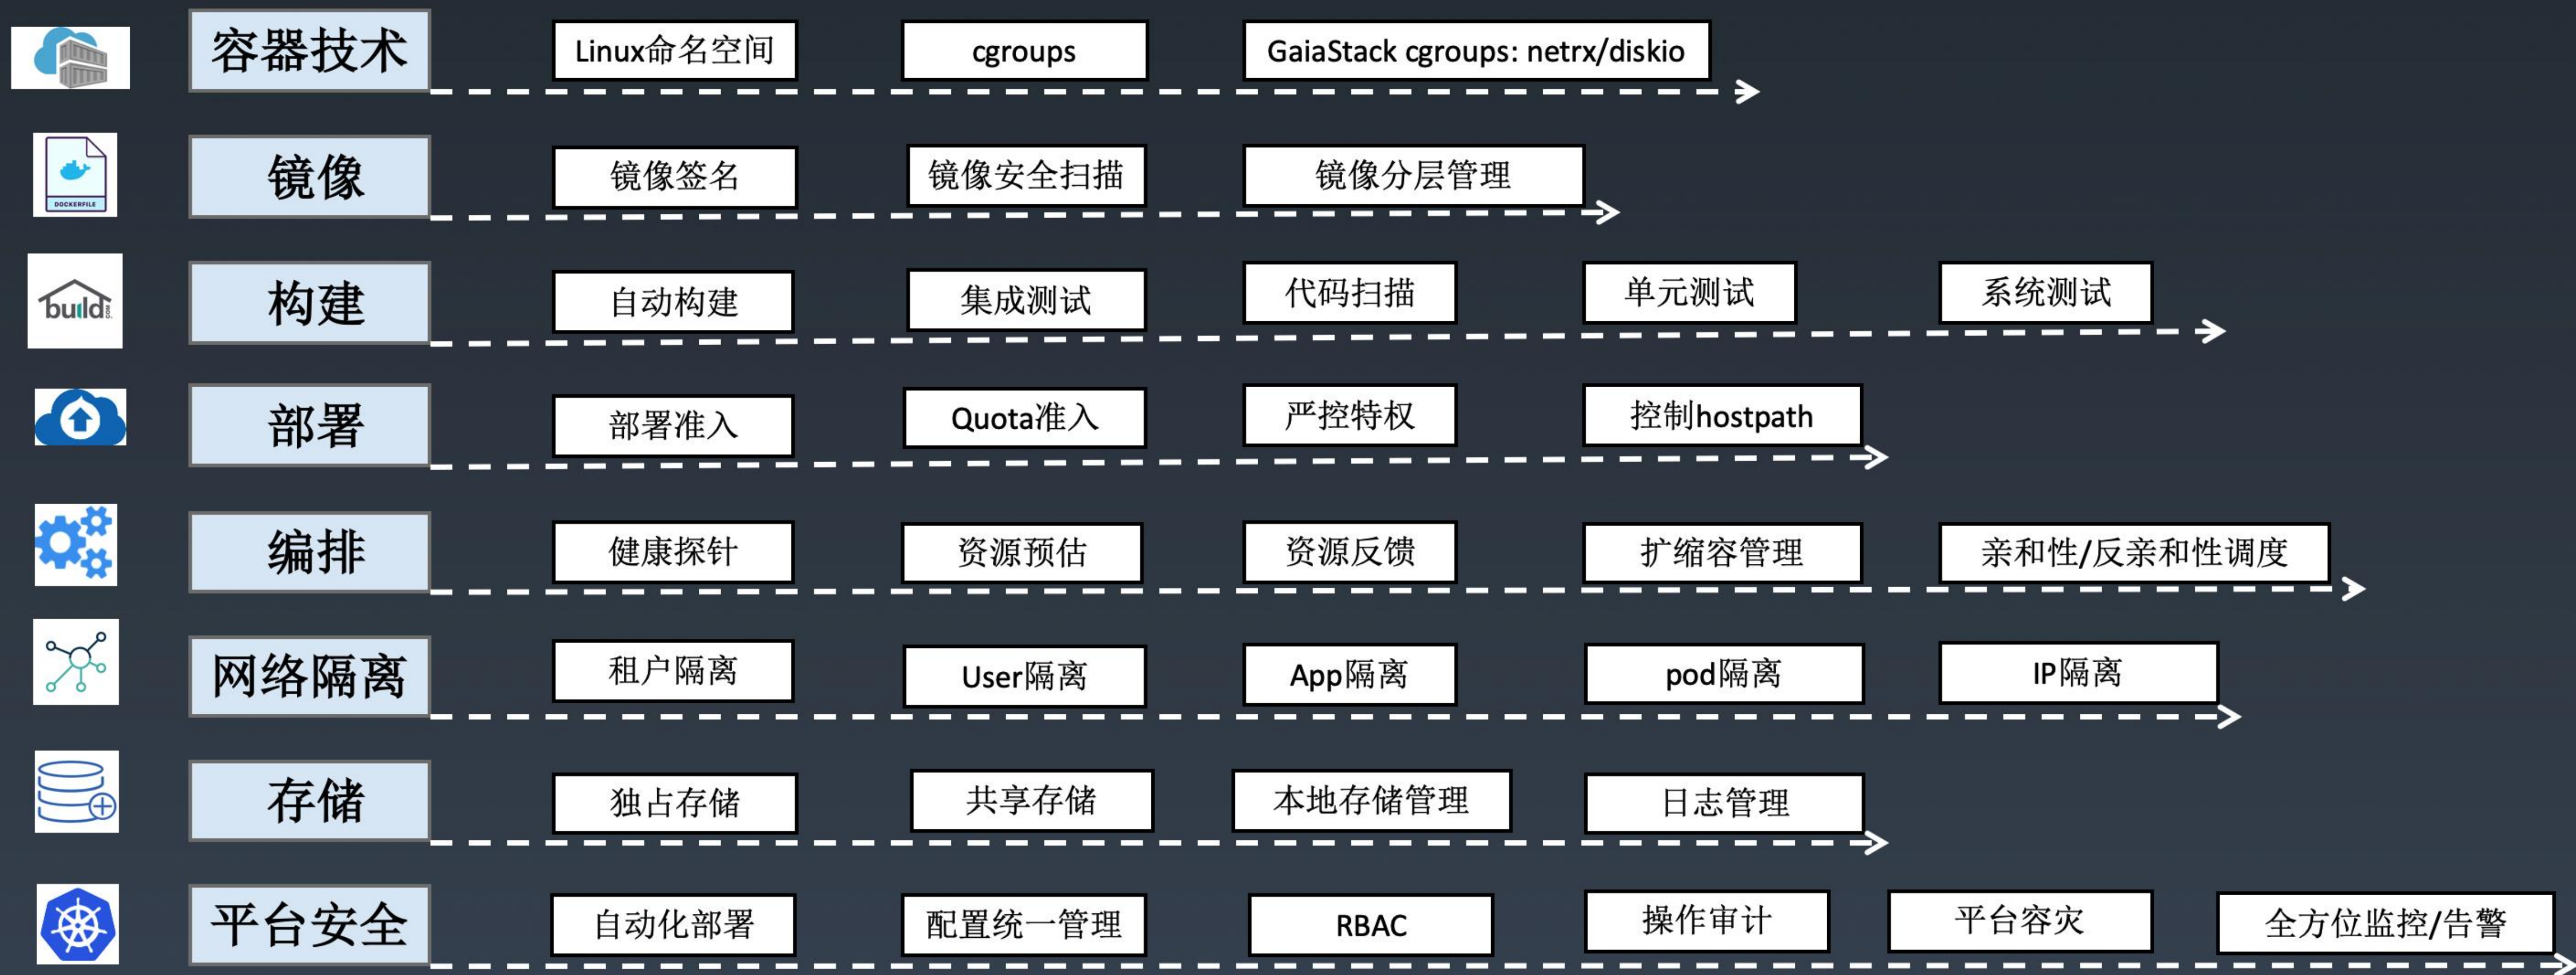 容器技术
Linux命名空间
cgroups
GaiaStack cgroups: netrx/diskio
DOCKERFILE
镜像
镜像签名
镜像安全扫描
镜像分层管理
build
.COM
构建
自动构建
集成测试
代码扫描
单元测试
系统测试
部署
部署准入
Quota准入
严控特权
控制hostpath
编排
健康探针
资源预估
资源反馈
扩缩容管理
亲和性/反亲和性调度
网络隔离
租户隔离
User隔离
App隔离
pod隔离
IP隔离
存储
独占存储
共享存储
本地存储管理
日志管理
平台安全
自动化部署
配置统一管理
RBAC
操作审计
平台容灾
全方位监控/告警